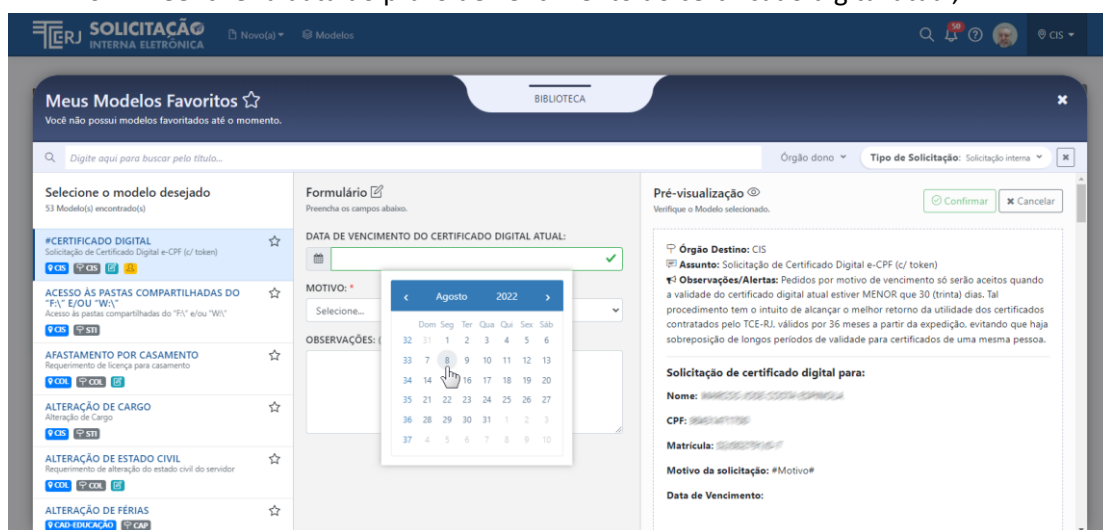 SOLICITAÇÃO
INTERNA ELETRÔNICA
Novo(a)
Modelos
50
CIS
Meus Modelos Favoritos
Você não possui modelos favoritados até o momento.
BIBLIOTECA
Digite aqui para buscar pelo título...
Órgão dono
Tipo de Solicitação: Solicitação interna
Selecione o modelo desejado
53 Modelo(s) encontrado(s)
#CERTIFICADO DIGITAL
Solicitação de Certificado Digital e-CPF (c/ token)
CIS CIS
ACESSO ÀS PASTAS COMPARTILHADAS DO
"F:\" E/OU "W:\"
Acesso às pastas compartilhadas do "F:\" e/ou "W:\"
CIS STI
AFASTAMENTO POR CASAMENTO
Requerimento de licença para casamento
COL COL
ALTERAÇÃO DE CARGO
Alteração de Cargo
CIS STI
ALTERAÇÃO DE ESTADO CIVIL
Requerimento de alteração do estado civil do servidor
COL COL
ALTERAÇÃO DE FÉRIAS
CAD-EDUCAÇÃO CAP
Formulário
Preencha os campos abaixo.
DATA DE VENCIMENTO DO CERTIFICADO DIGITAL ATUAL:
MOTIVO: *
Selecione...
OBSERVAÇÕES:
Agosto 2022
Dom Seg Ter Qua Qui Sex Sáb
32 31 1 2 3 4 5 6
33 7 8 9 10 11 12 13
34 14 16 17 18 19 20
35 21 22 23 24 25 26 27
36 28 29 30 31 1 2 3
37 4 5 6 7 8 9 10
Pré-visualização
Verifique o Modelo selecionado.
Confirmar
Cancelar
Órgão Destino: CIS
Assunto: Solicitação de Certificado Digital e-CPF (c/ token)
Observações/Alertas: Pedidos por motivo de vencimento só serão aceitos quando
a validade do certificado digital atual estiver MENOR que 30 (trinta) dias. Tal
procedimento tem o intuito de alcançar o melhor retorno da utilidade dos certificados
contratados pelo TCE-RJ, válidos por 36 meses a partir da expedição, evitando que haja
sobreposição de longos períodos de validade para certificados de uma mesma pessoa.
Solicitação de certificado digital para:
Nome:
CPF:
Matrícula:
Motivo da solicitação: #Motivo#
Data de Vencimento: